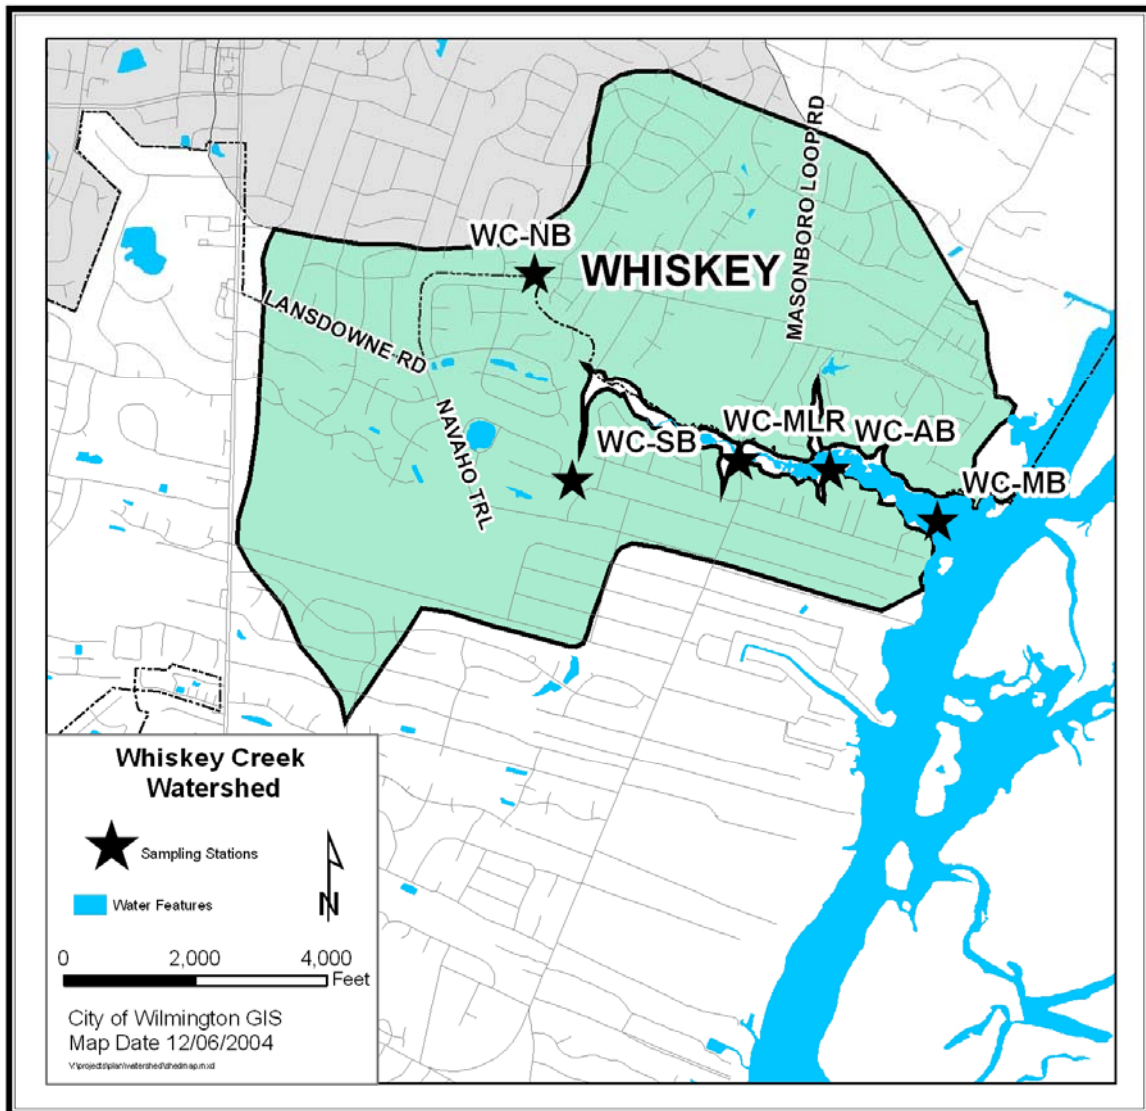 MASONBORO LOOP RD
WC-NB
WHISKEY
LANSDOWNE RD
NAVAHO TRL
WC-MLR
WC-SB
WC-AB
WC-MB
Whiskey Creek
Watershed
Sampling Stations
Water Features
N
0 2,000 4,000
Feet
City of Wilmington GIS
Map Date 12/06/2004